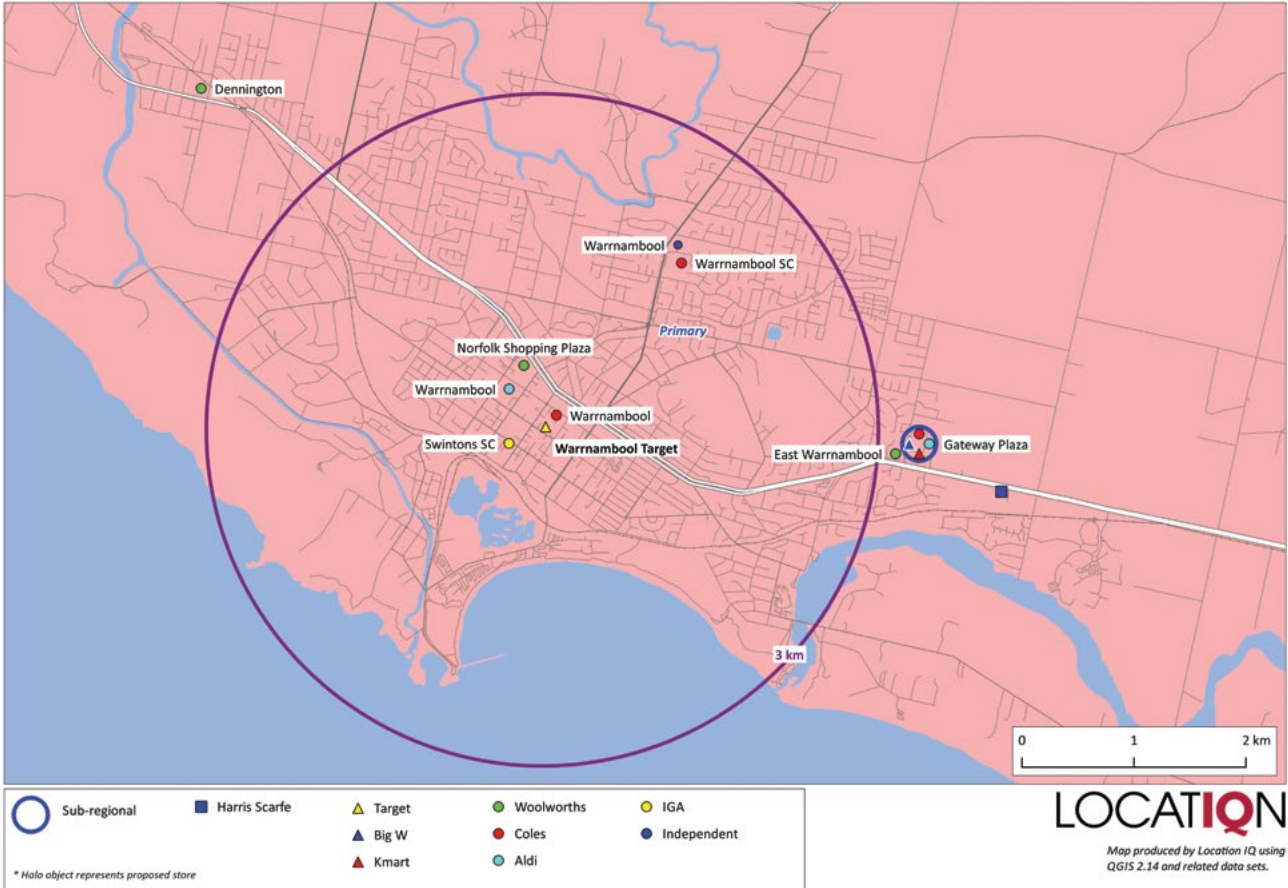 Dennington
Warrnambool
Warrnambool SC
Primary
Norfolk Shopping Plaza
Warrnambool
Warrnambool
Swintons SC
Warrnambool Target
East Warrnambool
Gateway Plaza
3 km
0 1 2 km
Sub-regional
Harris Scarfe
Target
Big W
Kmart
Woolworths
Coles
Aldi
IGA
Independent
* Halo object represents proposed store
LOCATIQN
Map produced by Location IQ using
QGIS 2.14 and related data sets.